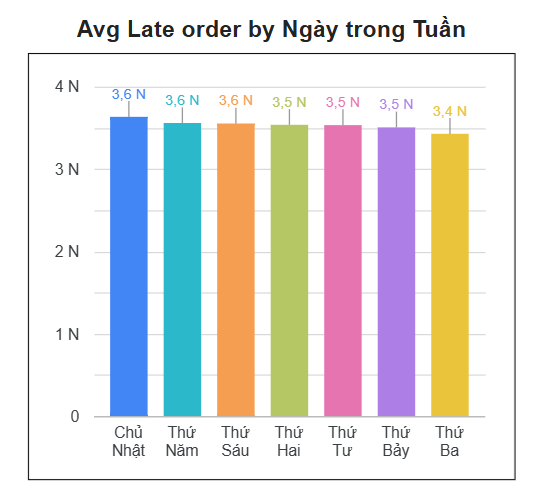 Avg Late order by Ngày trong Tuần
4 N
3 N
2 N
1 N
0
3,6 N
3,6 N
3,6 N
3,5 N
3,5 N
3,5 N
3,4 N
Chủ
Nhật
Thứ
Năm
Thứ
Sáu
Thứ
Hai
Thứ
Tư
Thứ
Bảy
Thứ
Ba